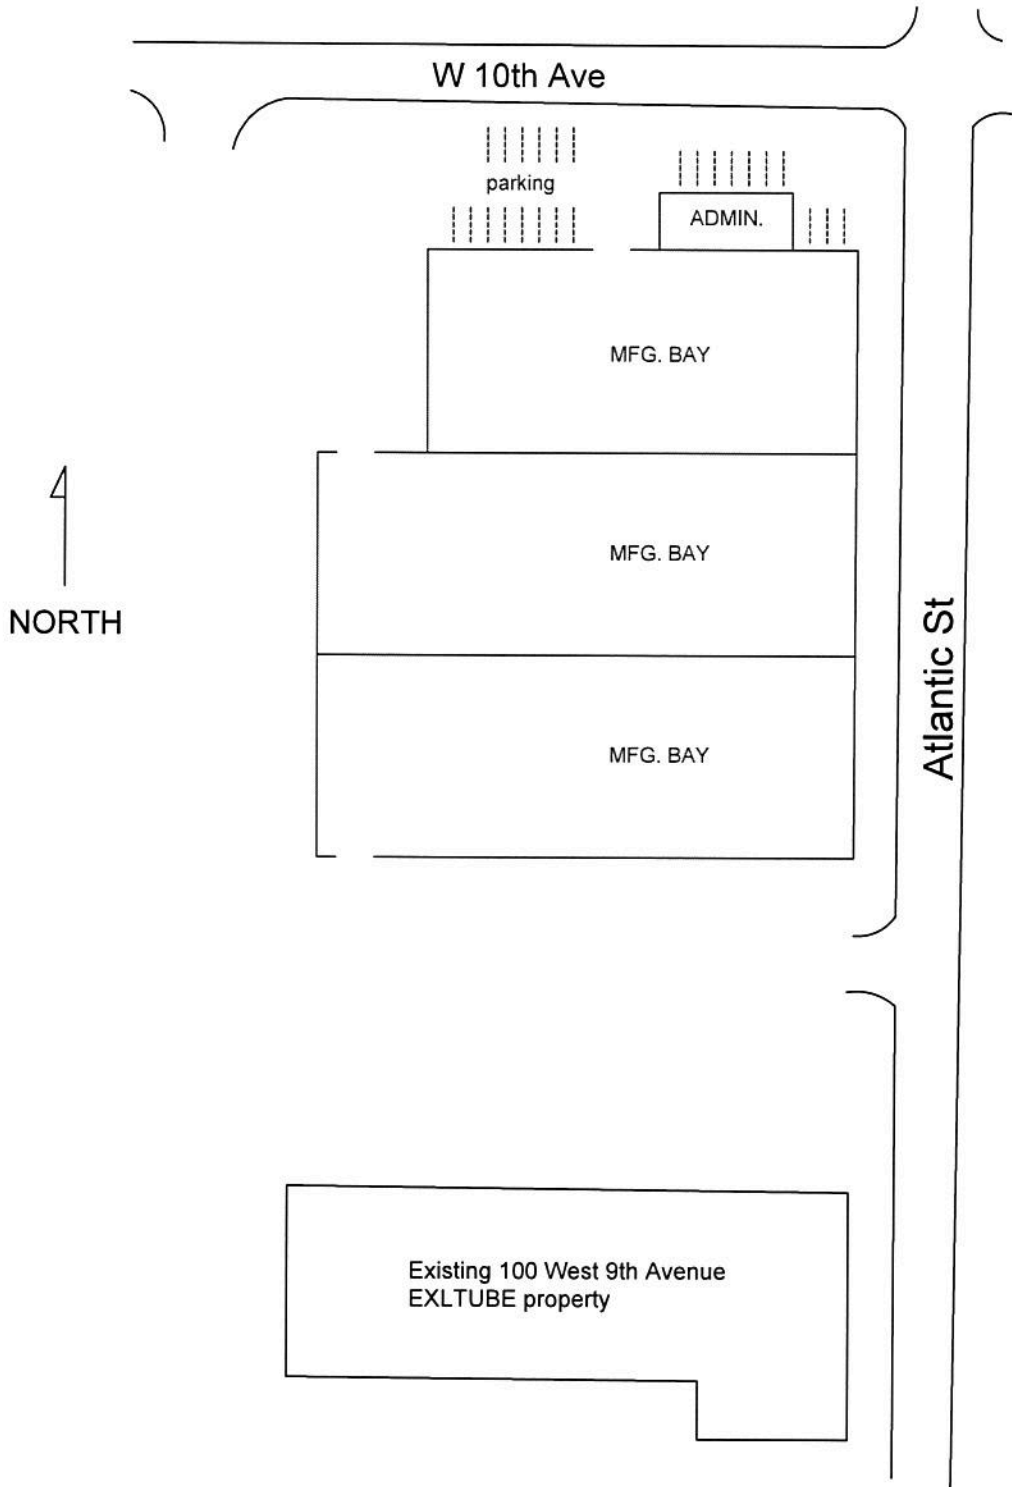 W 10th Ave
parking
ADMIN.
MFG. BAY
MFG. BAY
NORTH
Atlantic St
MFG. BAY
Existing 100 West 9th Avenue
EXLTUBE property